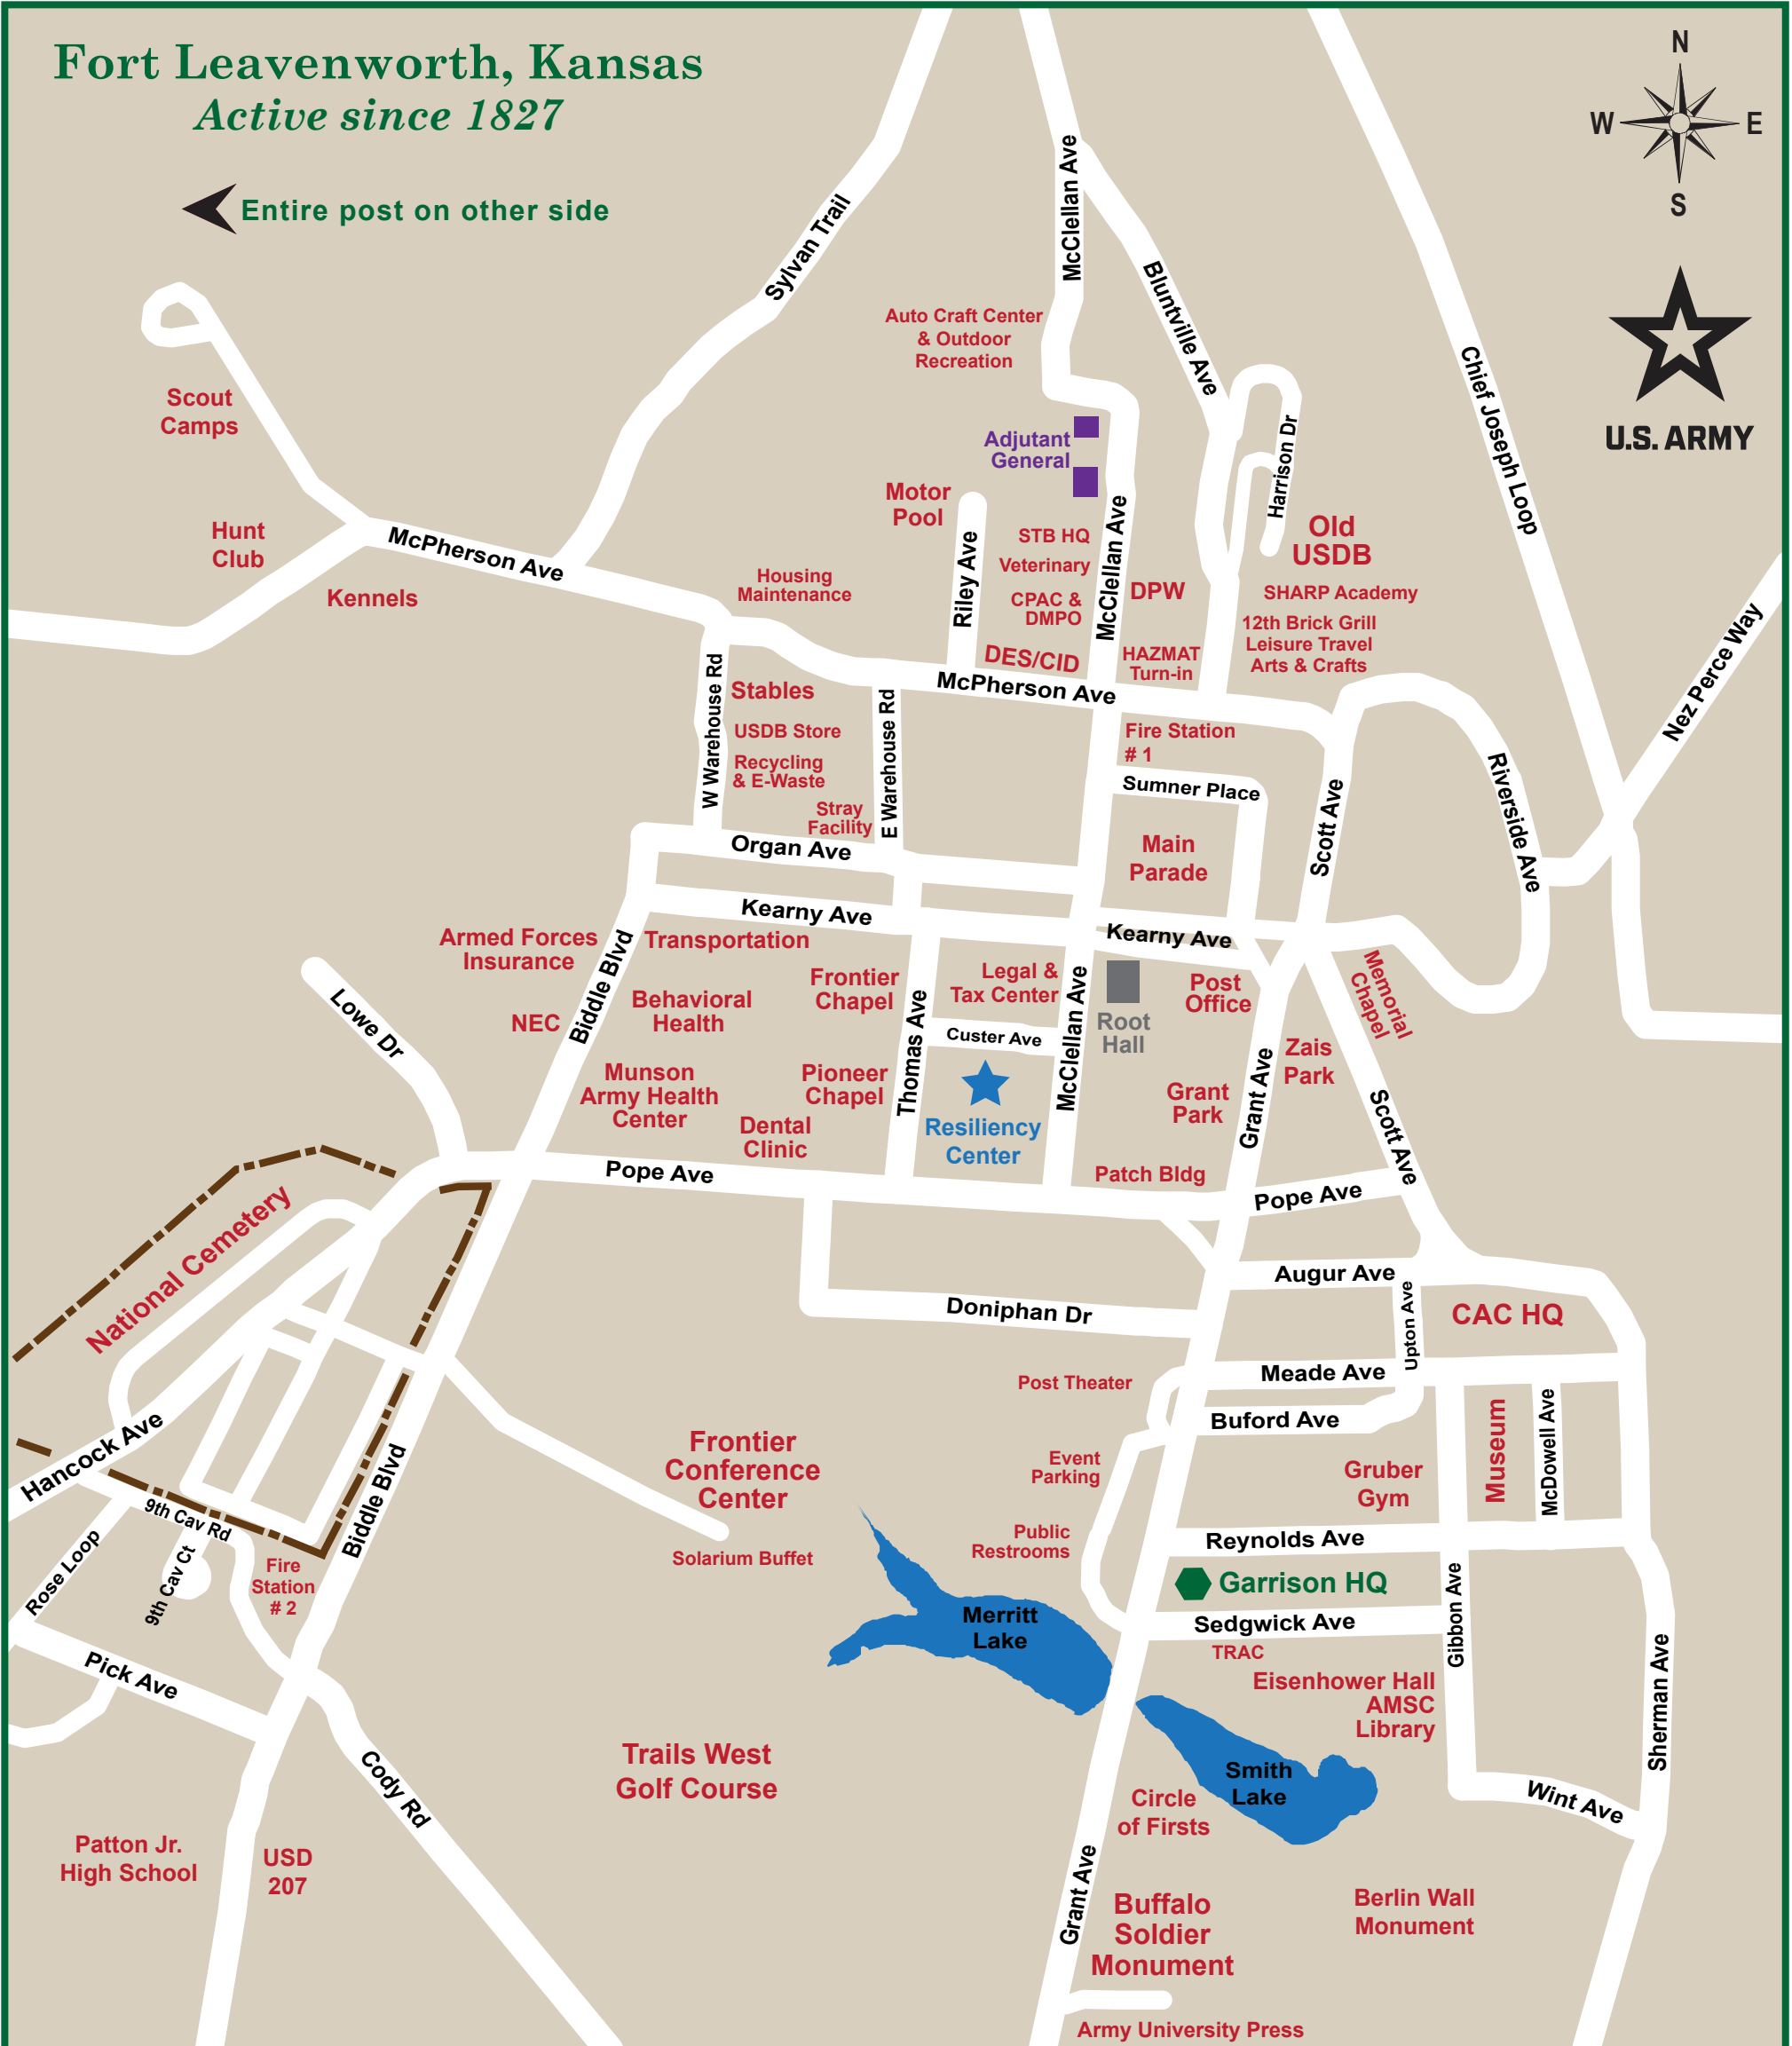 Fort Leavenworth, Kansas
Active since 1827
Entire post on other side
N
W
E
S
U.S. ARMY
Sylvan Trail
McClellan Ave
Bluntville Ave
Chief Joseph Loop
Auto Craft Center
& Outdoor
Recreation
Scout
Camps
Adjutant
General
Harrison Dr
Motor
Pool
Hunt
Club
McPherson Ave
Kennels
Housing
Maintenance
Riley Ave
STB HQ
Veterinary
CPAC &
DMPO
McClellan Ave
DPW
Old
USDB
SHARP Academy
12th Brick Grill
Leisure Travel
Arts & Crafts
DES/CID
HAZMAT
Turn-in
McPherson Ave
Nez Perce Way
W Warehouse Rd
Stables
USDB Store
Recycling
& E-Waste
Stray
Facility
E Warehouse Rd
Fire Station
# 1
Sumner Place
Main
Parade
Scott Ave
Riverside Ave
Organ Ave
Kearny Ave
Kearny Ave
Armed Forces
Insurance
Biddle Blvd
Transportation
Frontier
Chapel
Legal &
Tax Center
Post
Office
Memorial
Chapel
Lowe Dr
NEC
Behavioral
Health
Thomas Ave
Custer Ave
McClellan Ave
Root
Hall
Zais
Park
Munson
Army Health
Center
Pioneer
Chapel
Dental
Clinic
Resiliency
Center
Grant
Park
Grant Ave
Scott Ave
Patch Bldg
Pope Ave
Pope Ave
National Cemetery
Augur Ave
Doniphan Dr
Upton Ave
CAC HQ
Post Theater
Meade Ave
Buford Ave
Museum
McDowell Ave
Hancock Ave
Biddle Blvd
Frontier
Conference
Center
Event
Parking
Gruber
Gym
9th Cav Rd
Rose Loop
9th Cav Ct
Fire
Station
# 2
Solarium Buffet
Public
Restrooms
Reynolds Ave
Garrison HQ
Merritt
Lake
Sedgwick Ave
TRAC
Gibbon Ave
Sherman Ave
Pick Ave
Eisenhower Hall
AMSC
Library
Trails West
Golf Course
Cody Rd
Smith
Lake
Circle
of Firsts
Wint Ave
Patton Jr.
High School
USD
207
Grant Ave
Buffalo
Soldier
Monument
Berlin Wall
Monument
Army University Press